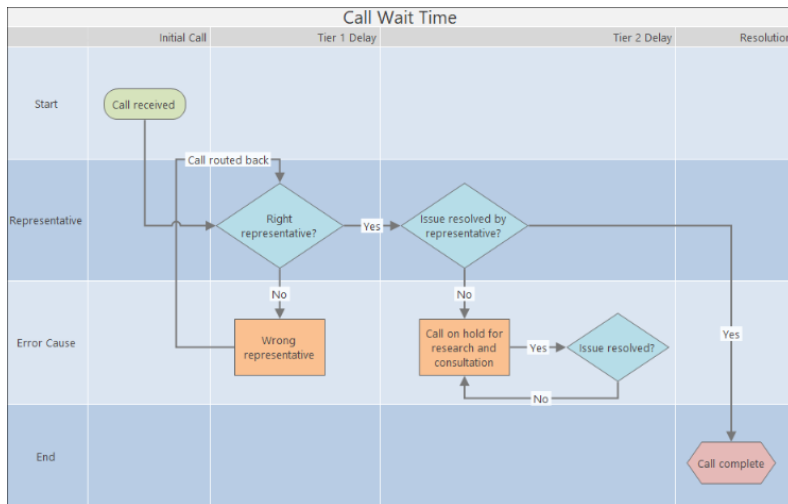 Call Wait Time
Initial Call
Tier 1 Delay
Tier 2 Delay
Resolution
Start
Call received
Call routed back
Representative
Right
representative?
Yes
Issue resolved by
representative?
No
No
Error Cause
Wrong
representative
Call on hold for
research and
consultation
Yes
Issue resolved?
Yes
No
End
Call complete